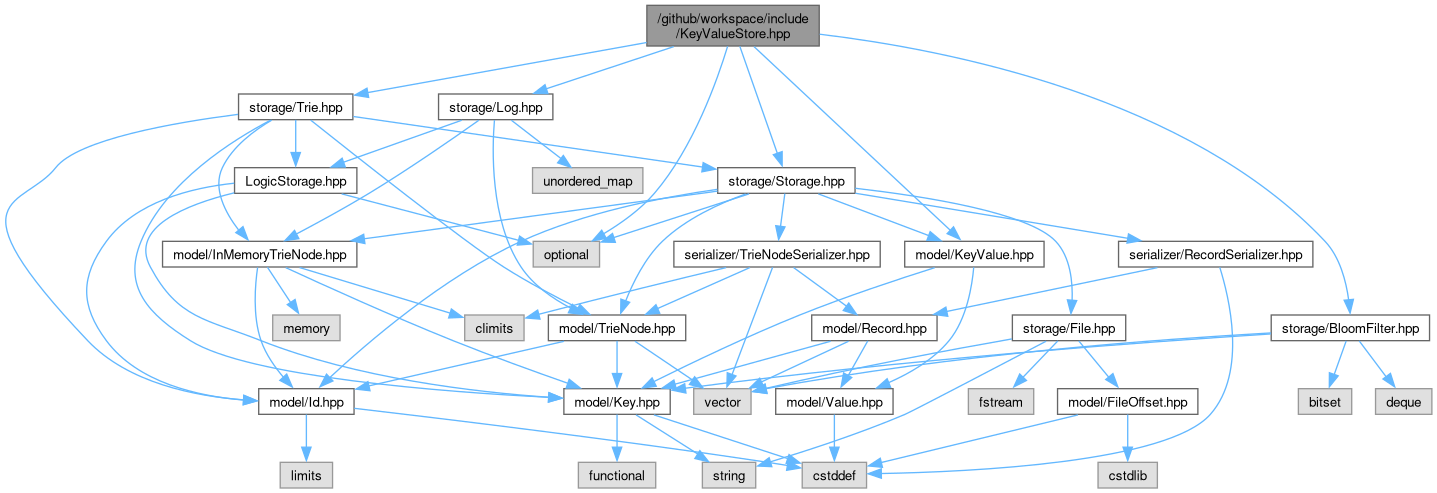 /github/workspace/include
/KeyValueStore.hpp
storage/Trie.hpp
storage/Log.hpp
LogicStorage.hpp
unordered_map
storage/Storage.hpp
model/InMemoryTrieNode.hpp
optional
serializer/TrieNodeSerializer.hpp
model/KeyValue.hpp
serializer/RecordSerializer.hpp
memory
climits
model/TrieNode.hpp
model/Record.hpp
storage/File.hpp
storage/BloomFilter.hpp
model/Id.hpp
model/Key.hpp
vector
model/Value.hpp
fstream
model/FileOffset.hpp
bitset
deque
limits
functional
string
cstddef
cstdlib